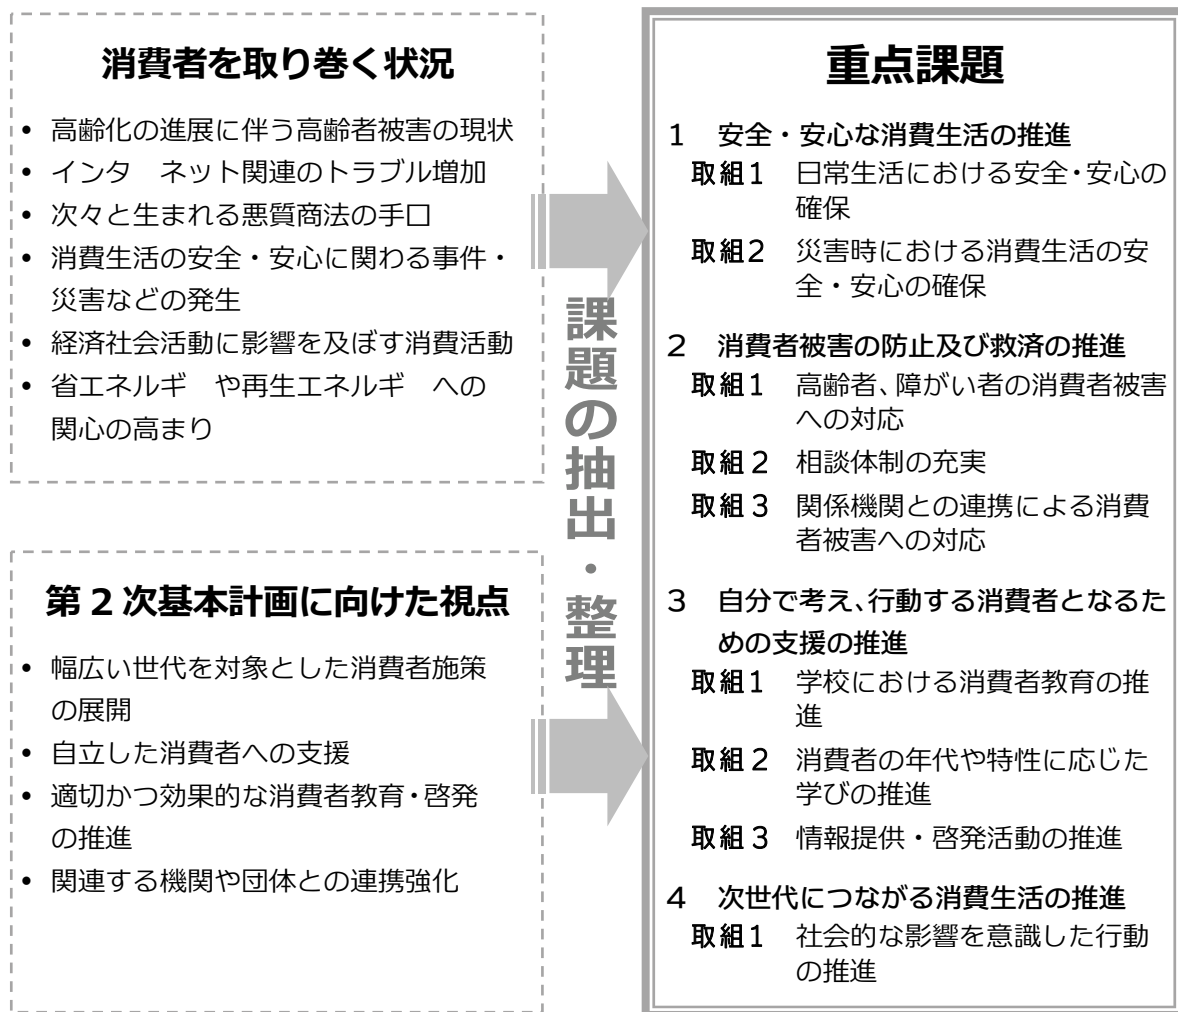 消費者を取り巻く状況
• 高齢化の進展に伴う高齢者被害の現状
• インタ　ネット関連のトラブル増加
• 次々と生まれる悪質商法の手口
• 消費生活の安全・安心に関わる事件・
災害などの発生
• 経済社会活動に影響を及ぼす消費活動
• 省エネルギ　や再生エネルギ　への
関心の高まり
第2次基本計画に向けた視点
• 幅広い世代を対象とした消費者施策
の展開
• 自立した消費者への支援
• 適切かつ効果的な消費者教育・啓発
の推進
• 関連する機関や団体との連携強化
課題の抽出・整理
重点課題
1　安全・安心な消費生活の推進
取組1　日常生活における安全・安心の
確保
取組2　災害時における消費生活の安
全・安心の確保
2　消費者被害の防止及び救済の推進
取組1　高齢者、障がい者の消費者被害
への対応
取組2　相談体制の充実
取組3　関係機関との連携による消費
者被害への対応
3　自分で考え、行動する消費者となるた
めの支援の推進
取組1　学校における消費者教育の推
進
取組2　消費者の年代や特性に応じた
学びの推進
取組3　情報提供・啓発活動の推進
4　次世代につながる消費生活の推進
取組1　社会的な影響を意識した行動
の推進